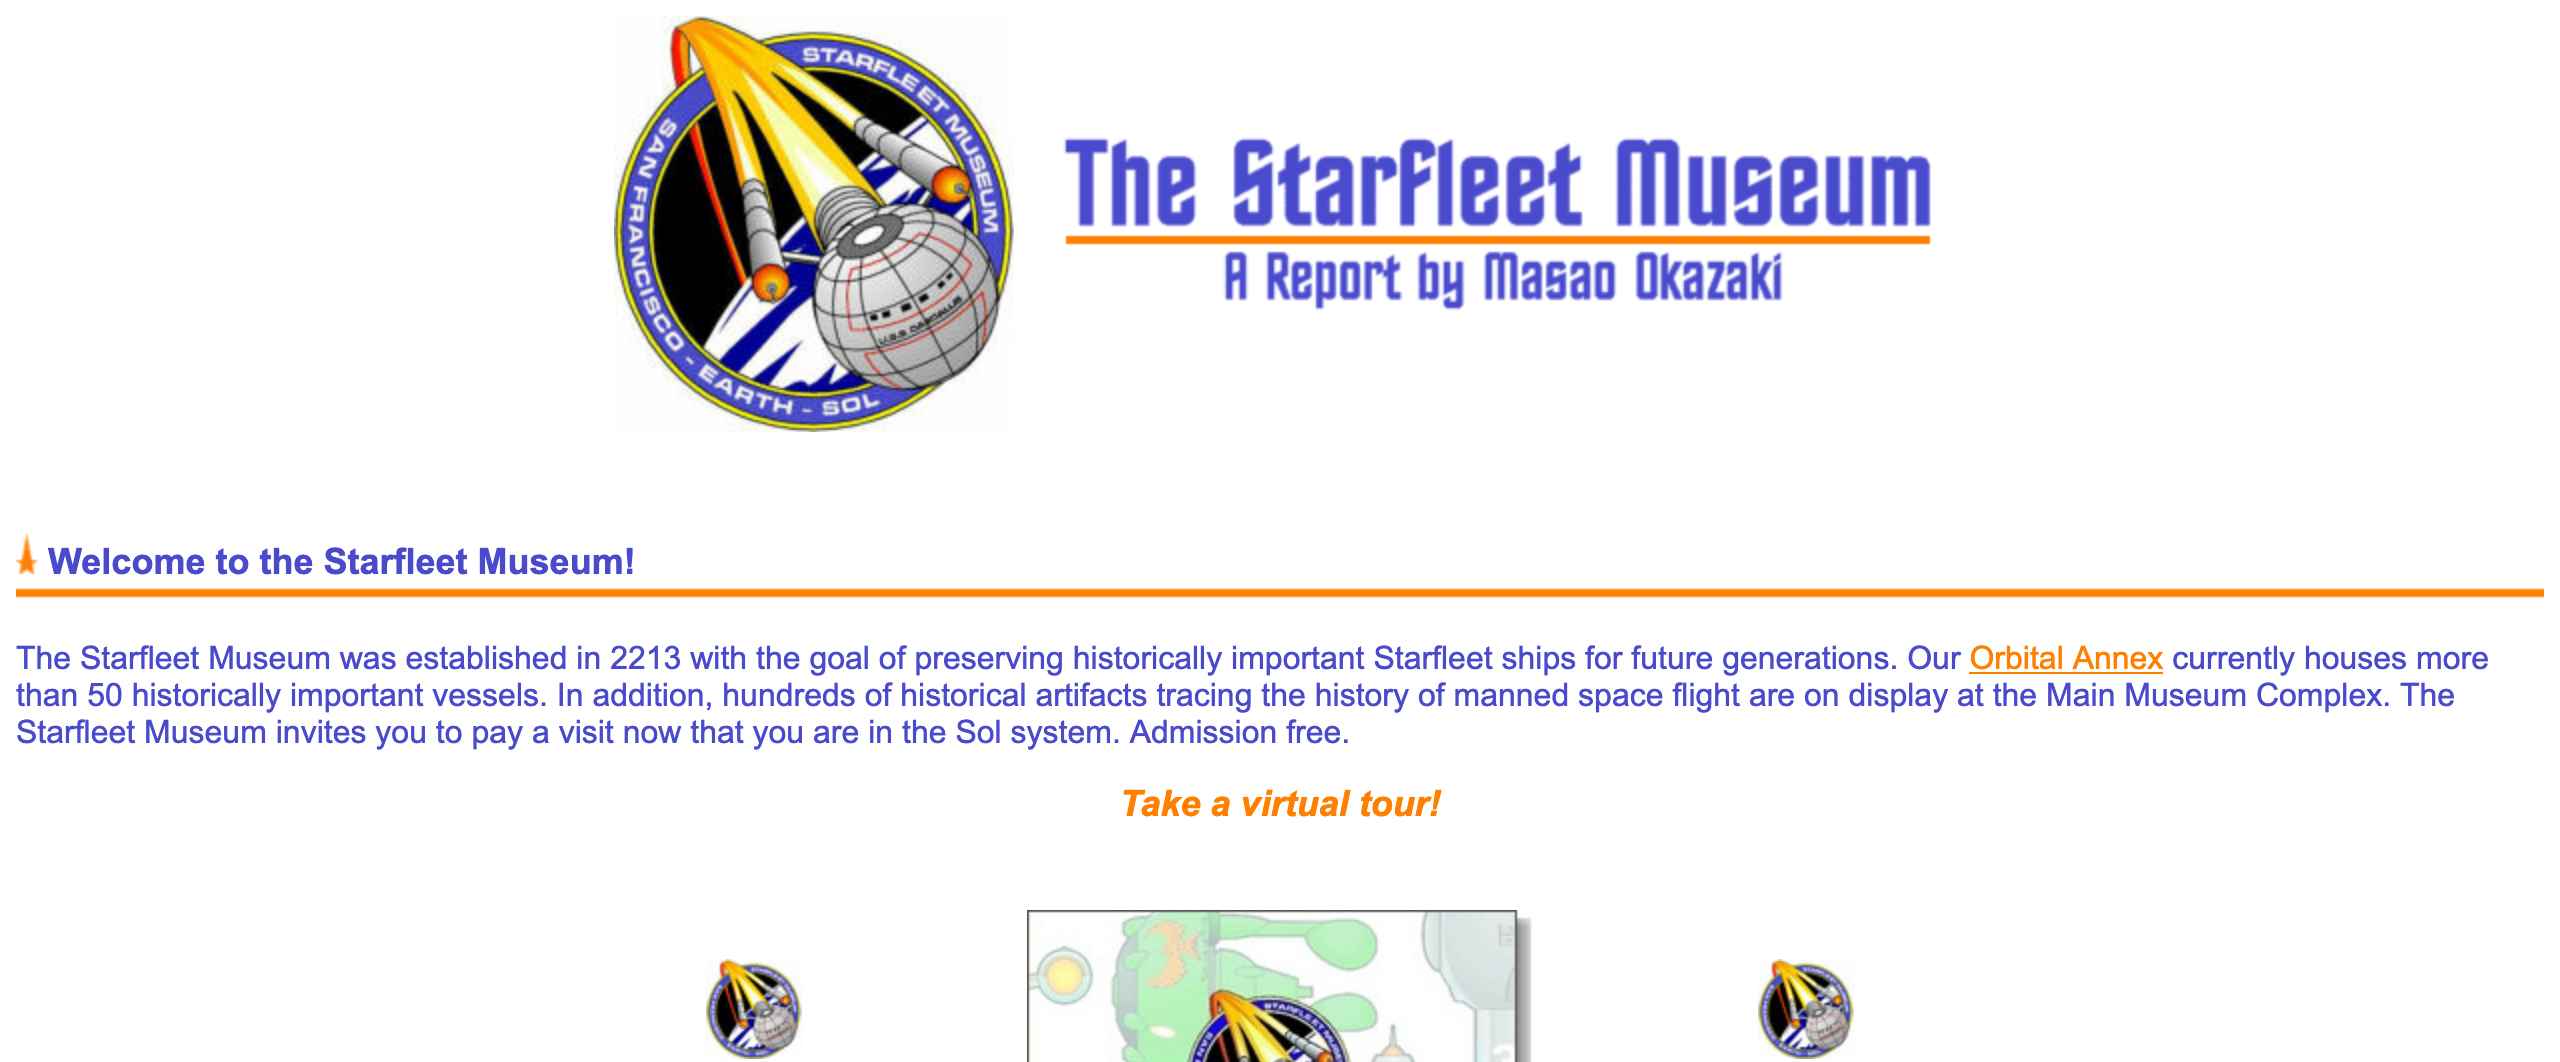 STARFLEET MUSEUM
SAN FRANCISCO - EARTH - SOL
U.S.S. DAEDALUS
The Starfleet Museum
A Report by Masao Okazaki
Welcome to the Starfleet Museum!
The Starfleet Museum was established in 2213 with the goal of preserving historically important Starfleet ships for future generations. Our Orbital Annex currently houses more
than 50 historically important vessels. In addition, hundreds of historical artifacts tracing the history of manned space flight are on display at the Main Museum Complex. The
Starfleet Museum invites you to pay a visit now that you are in the Sol system. Admission free.
Take a virtual tour!
STARFLEET MUSEUM